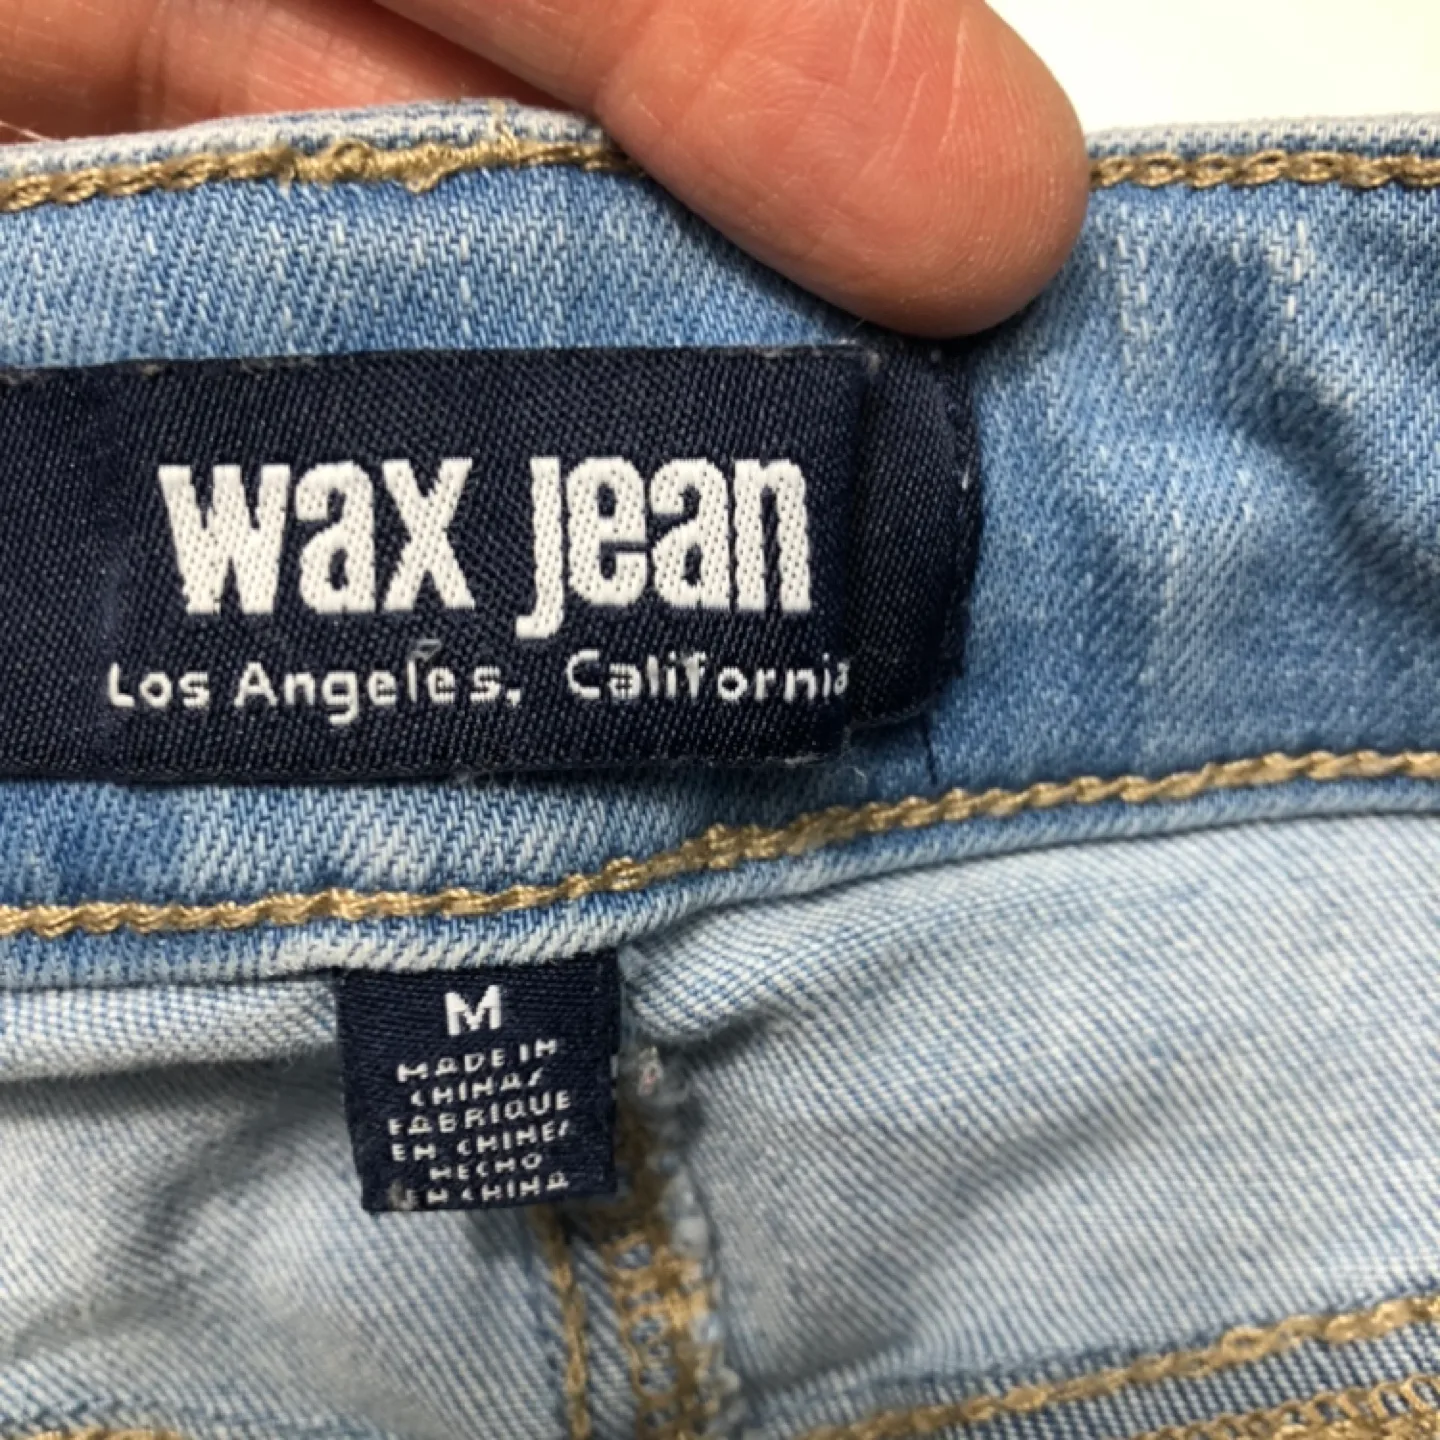 wax jean
Los Angeles, California
M
MADE IN
CHINA/
FABRIQUE
EN CHINE/
HECHO
EN CHINA